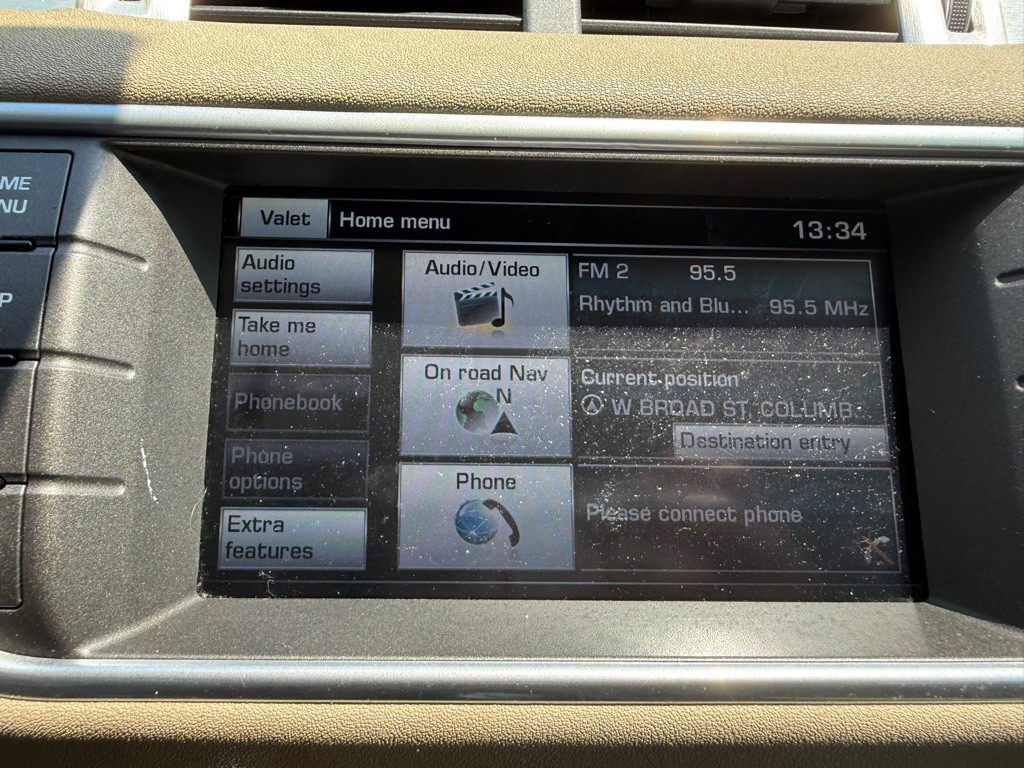 ME
NU
P
Valet
Home menu
13:34
Audio
settings
Take me
home
Phonebook
Phone
options
Extra
features
Audio/Video
On road Nav
N
Phone
FM 2 95.5
Rhythm and Blu... 95.5 MHz
Current position
W BROAD ST, COLUMB...
Destination entry
Please connect phone